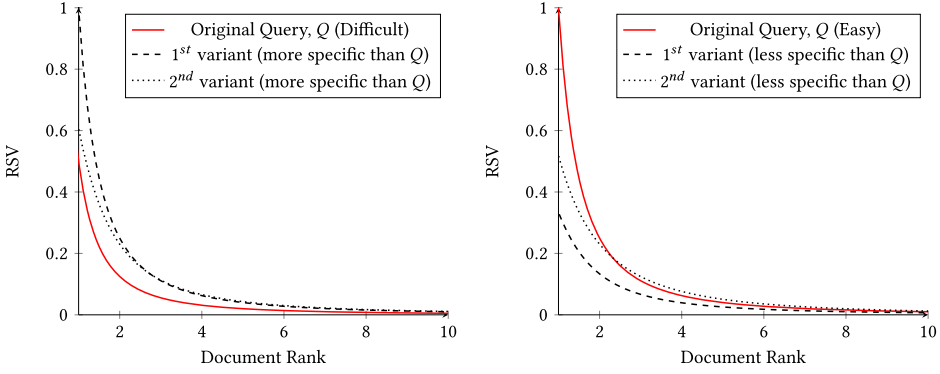 1
0.8
0.6
0.4
0.2
0
RSV
2
4
6
8
10
Document Rank
Original Query, Q (Difficult)
1st variant (more specific than Q)
2nd variant (more specific than Q)
1
0.8
0.6
0.4
0.2
0
RSV
2
4
6
8
10
Document Rank
Original Query, Q (Easy)
1st variant (less specific than Q)
2nd variant (less specific than Q)